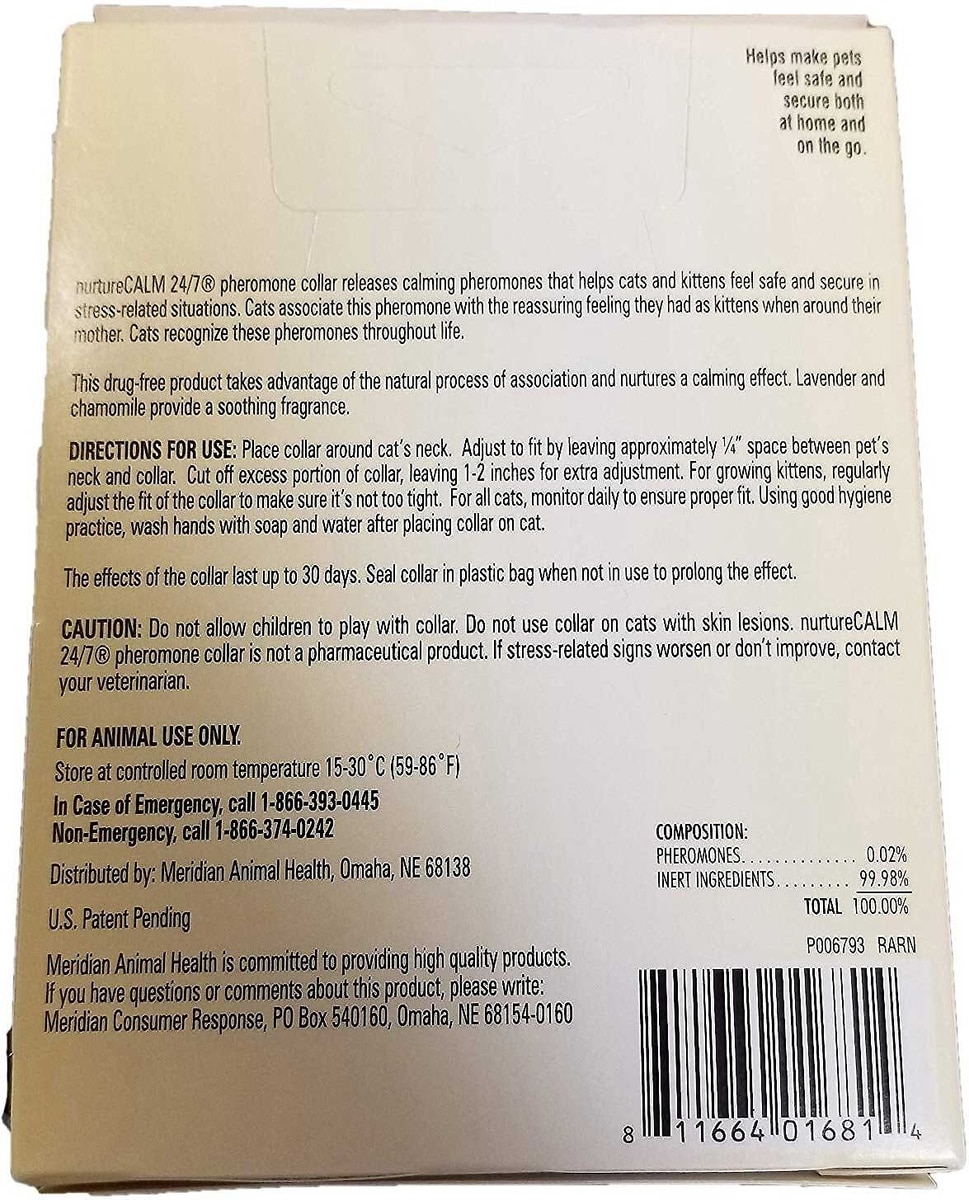 Helps make pets
feel safe and
secure both
at home and
on the go.
nurtureCALM 24/7® pheromone collar releases calming pheromones that helps cats and kittens feel safe and secure in
stress-related situations. Cats associate this pheromone with the reassuring feeling they had as kittens when around their
mother. Cats recognize these pheromones throughout life.
This drug-free product takes advantage of the natural process of association and nurtures a calming effect. Lavender and
chamomile provide a soothing fragrance.
DIRECTIONS FOR USE: Place collar around cat's neck. Adjust to fit by leaving approximately ¼" space between pet's
neck and collar. Cut off excess portion of collar, leaving 1-2 inches for extra adjustment. For growing kittens, regularly
adjust the fit of the collar to make sure it's not too tight. For all cats, monitor daily to ensure proper fit. Using good hygiene
practice, wash hands with soap and water after placing collar on cat.
The effects of the collar last up to 30 days. Seal collar in plastic bag when not in use to prolong the effect.
CAUTION: Do not allow children to play with collar. Do not use collar on cats with skin lesions. nurtureCALM
24/7® pheromone collar is not a pharmaceutical product. If stress-related signs worsen or don't improve, contact
your veterinarian.
FOR ANIMAL USE ONLY.
Store at controlled room temperature 15-30°C (59-86°F)
In Case of Emergency, call 1-866-393-0445
Non-Emergency, call 1-866-374-0242
Distributed by: Meridian Animal Health, Omaha, NE 68138
U.S. Patent Pending
Meridian Animal Health is committed to providing high quality products.
If you have questions or comments about this product, please write:
Meridian Consumer Response, PO Box 540160, Omaha, NE 68154-0160
COMPOSITION:
PHEROMONES. . . . . . . . . . . . . . 0.02%
INERT INGREDIENTS. . . . . . . . . 99.98%
TOTAL 100.00%
P006793 RARN
8 11664 01681 4